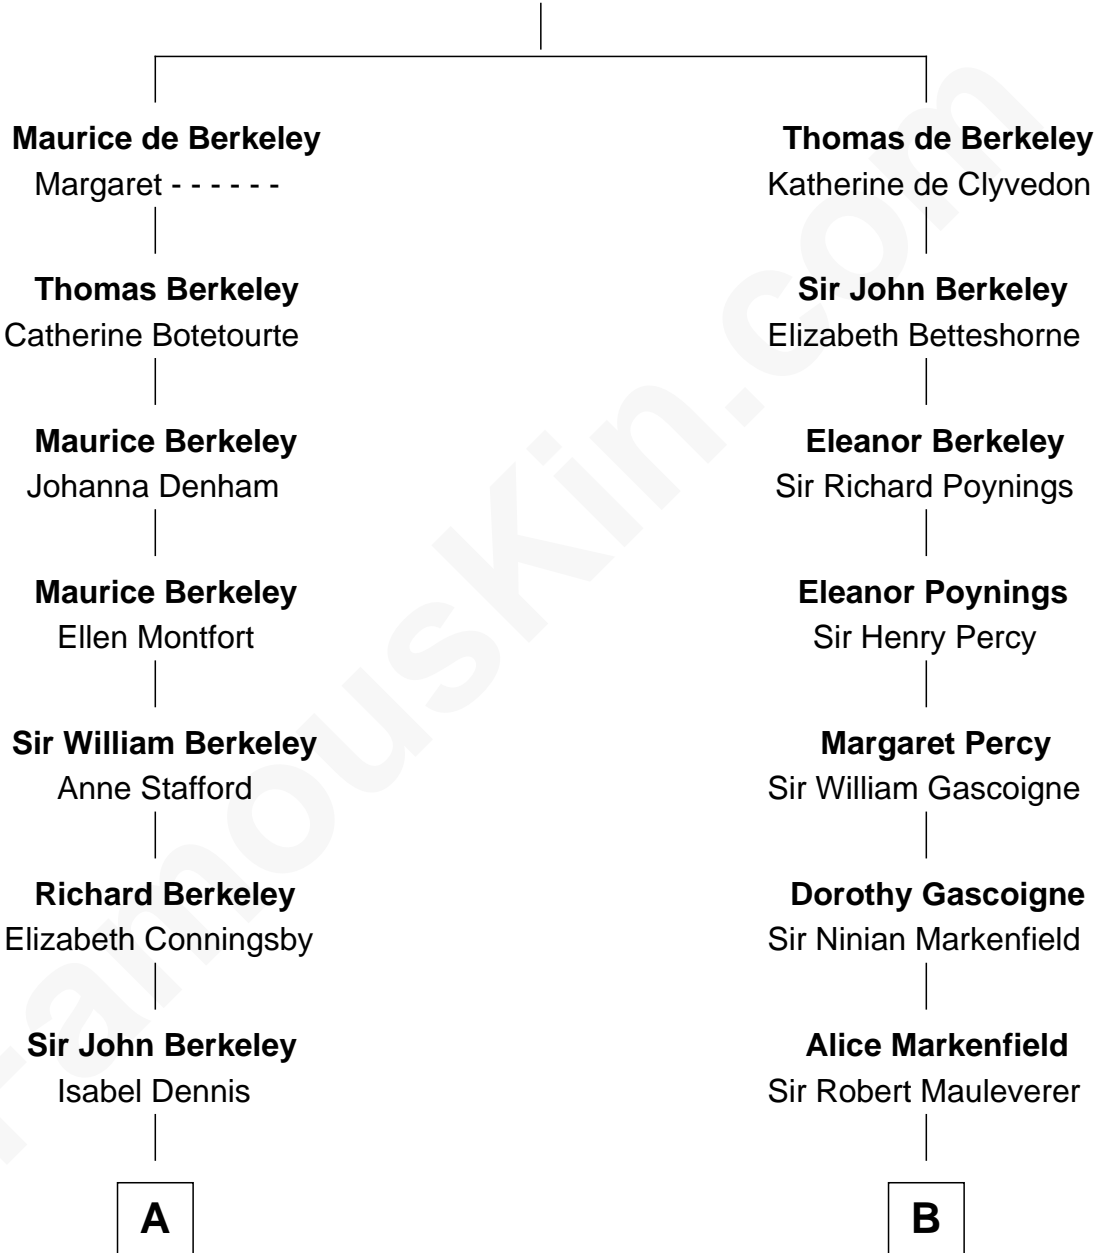 Maurice de Berkeley
Margaret - - - - - -
Thomas Berkeley
Catherine Botetourte
Maurice Berkeley
Johanna Denham
Maurice Berkeley
Ellen Montfort
Sir William Berkeley
Anne Stafford
Richard Berkeley
Elizabeth Conningsby
Sir John Berkeley
Isabel Dennis
A
Thomas de Berkeley
Katherine de Clyvedon
Sir John Berkeley
Elizabeth Betteshorne
Eleanor Berkeley
Sir Richard Poynings
Eleanor Poynings
Sir Henry Percy
Margaret Percy
Sir William Gascoigne
Dorothy Gascoigne
Sir Ninian Markenfield
Alice Markenfield
Sir Robert Mauleverer
B
FamousKin.com